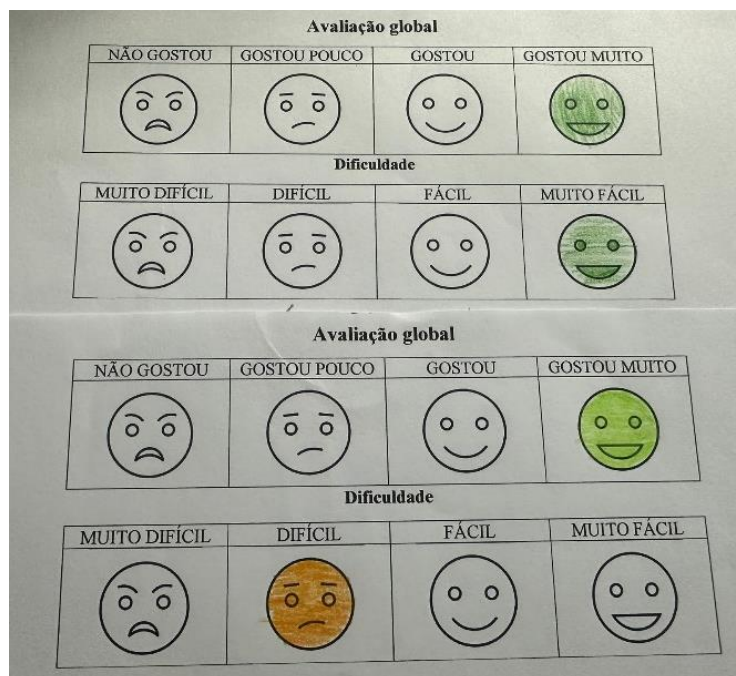 Avaliação global
NÃO GOSTOU GOSTOU POUCO GOSTOU GOSTOU MUITO
Dificuldade
MUITO DIFÍCIL DIFÍCIL FÁCIL MUITO FÁCIL
Avaliação global
NÃO GOSTOU GOSTOU POUCO GOSTOU GOSTOU MUITO
Dificuldade
MUITO DIFÍCIL DIFÍCIL FÁCIL MUITO FÁCIL